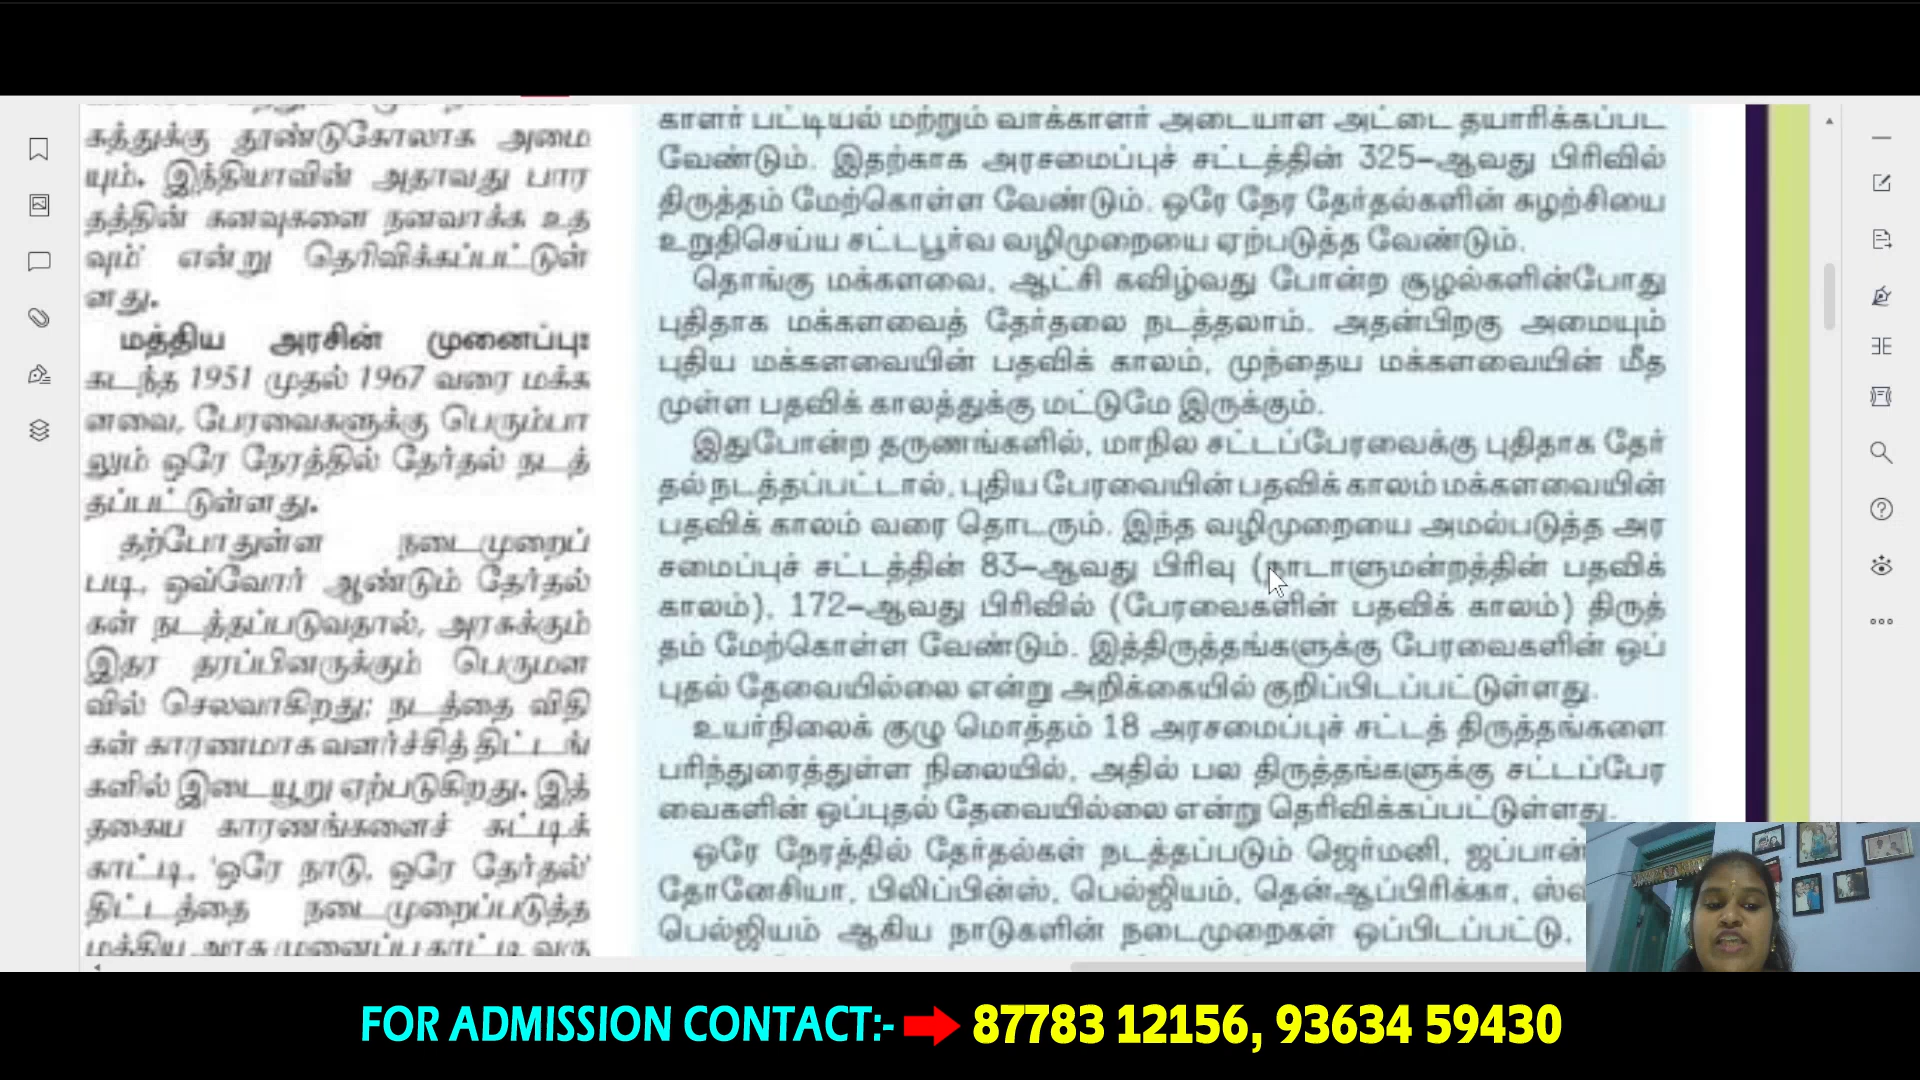 கத்துக்கு தூண்டுகோலாக அமை
யும். இந்தியாவின் அதாவது பார
தத்தின் கனவுகளை நனவாக்க உத
வும்' என்று தெரிவிக்கப்பட்டுள்
ளது.
மத்திய அரசின் முனைப்பு:
கடந்த 1951 முதல் 1967 வரை மக்க
ளவை, பேரவைகளுக்கு பெரும்பா
லும் ஒரே நேரத்தில் தேர்தல் நடத்
தப்பட்டுள்ளது.
தற்போதுள்ள நடைமுறைப்
படி, ஒவ்வோர் ஆண்டும் தேர்தல்
கள் நடத்தப்படுவதால், அரசுக்கும்
இதர தரப்பினருக்கும் பெருமள
வில் செலவாகிறது; நடத்தை விதி
கள் காரணமாக வளர்ச்சித் திட்டங்
களில் இடையூறு ஏற்படுகிறது. இத்
தகைய காரணங்களைச் சுட்டிக்
காட்டி, 'ஒரே நாடு, ஒரே தேர்தல்'
திட்டத்தை நடைமுறைப்படுத்த
மத்திய அரசு முனைப்பு காட்டி வரு
காளர் பட்டியல் மற்றும் வாக்காளர் அடையாள அட்டை தயாரிக்கப்பட
வேண்டும். இதற்காக அரசமைப்புச் சட்டத்தின் 325-ஆவது பிரிவில்
திருத்தம் மேற்கொள்ள வேண்டும். ஒரே நேர தேர்தல்களின் சுழற்சியை
உறுதிசெய்ய சட்டபூர்வ வழிமுறையை ஏற்படுத்த வேண்டும்.
தொங்கு மக்களவை, ஆட்சி கவிழ்வது போன்ற சூழல்களின்போது
புதிதாக மக்களவைத் தேர்தலை நடத்தலாம். அதன்பிறகு அமையும்
புதிய மக்களவையின் பதவிக் காலம், முந்தைய மக்களவையின் மீத
முள்ள பதவிக் காலத்துக்கு மட்டுமே இருக்கும்.
இதுபோன்ற தருணங்களில், மாநில சட்டப்பேரவைக்கு புதிதாக தேர்
தல் நடத்தப்பட்டால், புதிய பேரவையின் பதவிக் காலம் மக்களவையின்
பதவிக் காலம் வரை தொடரும். இந்த வழிமுறையை அமல்படுத்த அர
சமைப்புச் சட்டத்தின் 83-ஆவது பிரிவு (நாடாளுமன்றத்தின் பதவிக்
காலம்), 172-ஆவது பிரிவில் (பேரவைகளின் பதவிக் காலம்) திருத்
தம் மேற்கொள்ள வேண்டும். இத்திருத்தங்களுக்கு பேரவைகளின் ஒப்
புதல் தேவையில்லை என்று அறிக்கையில் குறிப்பிடப்பட்டுள்ளது.
உயர்நிலைக் குழு மொத்தம் 18 அரசமைப்புச் சட்டத் திருத்தங்களை
பரிந்துரைத்துள்ள நிலையில், அதில் பல திருத்தங்களுக்கு சட்டப்பேர
வைகளின் ஒப்புதல் தேவையில்லை என்று தெரிவிக்கப்பட்டுள்ளது.
ஒரே நேரத்தில் தேர்தல்கள் நடத்தப்படும் ஜெர்மனி, ஜப்பான்
தோனேசியா, பிலிப்பின்ஸ், பெல்ஜியம், தென்ஆப்பிரிக்கா,
பெல்ஜியம் ஆகிய நாடுகளின் நடைமுறைகள் ஒப்பிடப்பட்டு,
FOR ADMISSION CONTACT:- 87783 12156, 93634 59430